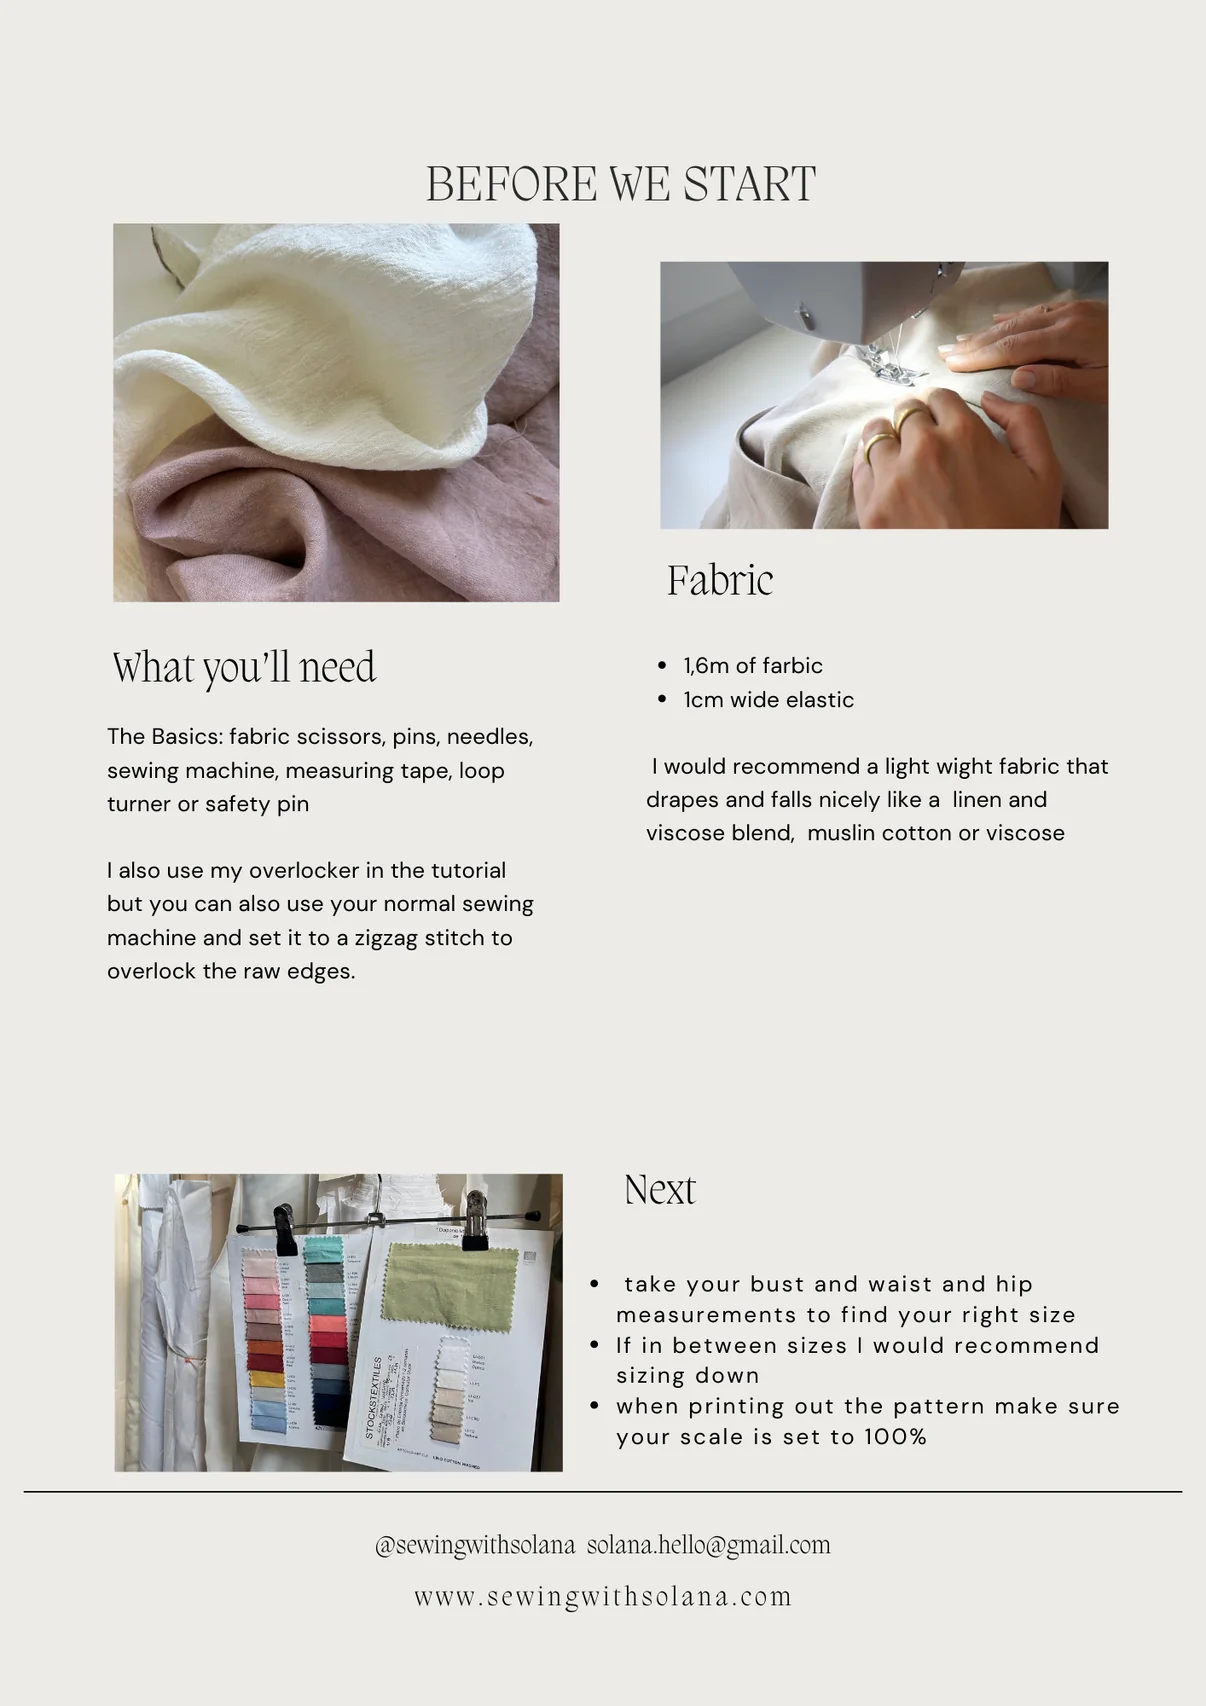 BEFORE WE START
What you'll need
The Basics: fabric scissors, pins, needles,
sewing machine, measuring tape, loop
turner or safety pin
I also use my overlocker in the tutorial
but you can also use your normal sewing
machine and set it to a zigzag stitch to
overlock the raw edges.
Fabric
• 1,6m of farbic
• 1cm wide elastic
I would recommend a light wight fabric that
drapes and falls nicely like a linen and
viscose blend, muslin cotton or viscose
STOCKSTEXTILES
Next
• take your bust and waist and hip
measurements to find your right size
• If in between sizes I would recommend
sizing down
• when printing out the pattern make sure
your scale is set to 100%
@sewingwithsolana solana.hello@gmail.com
www.sewingwithsolana.com